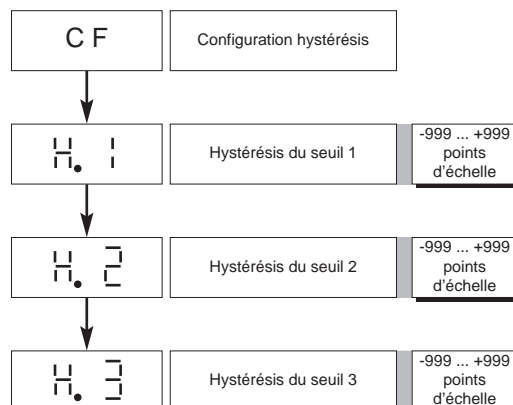 C F
Configuration hystérésis
H. 1
Hystérésis du seuil 1
-999 ... +999
points
d'échelle
H. 2
Hystérésis du seuil 2
-999 ... +999
points
d'échelle
H. 3
Hystérésis du seuil 3
-999 ... +999
points
d'échelle